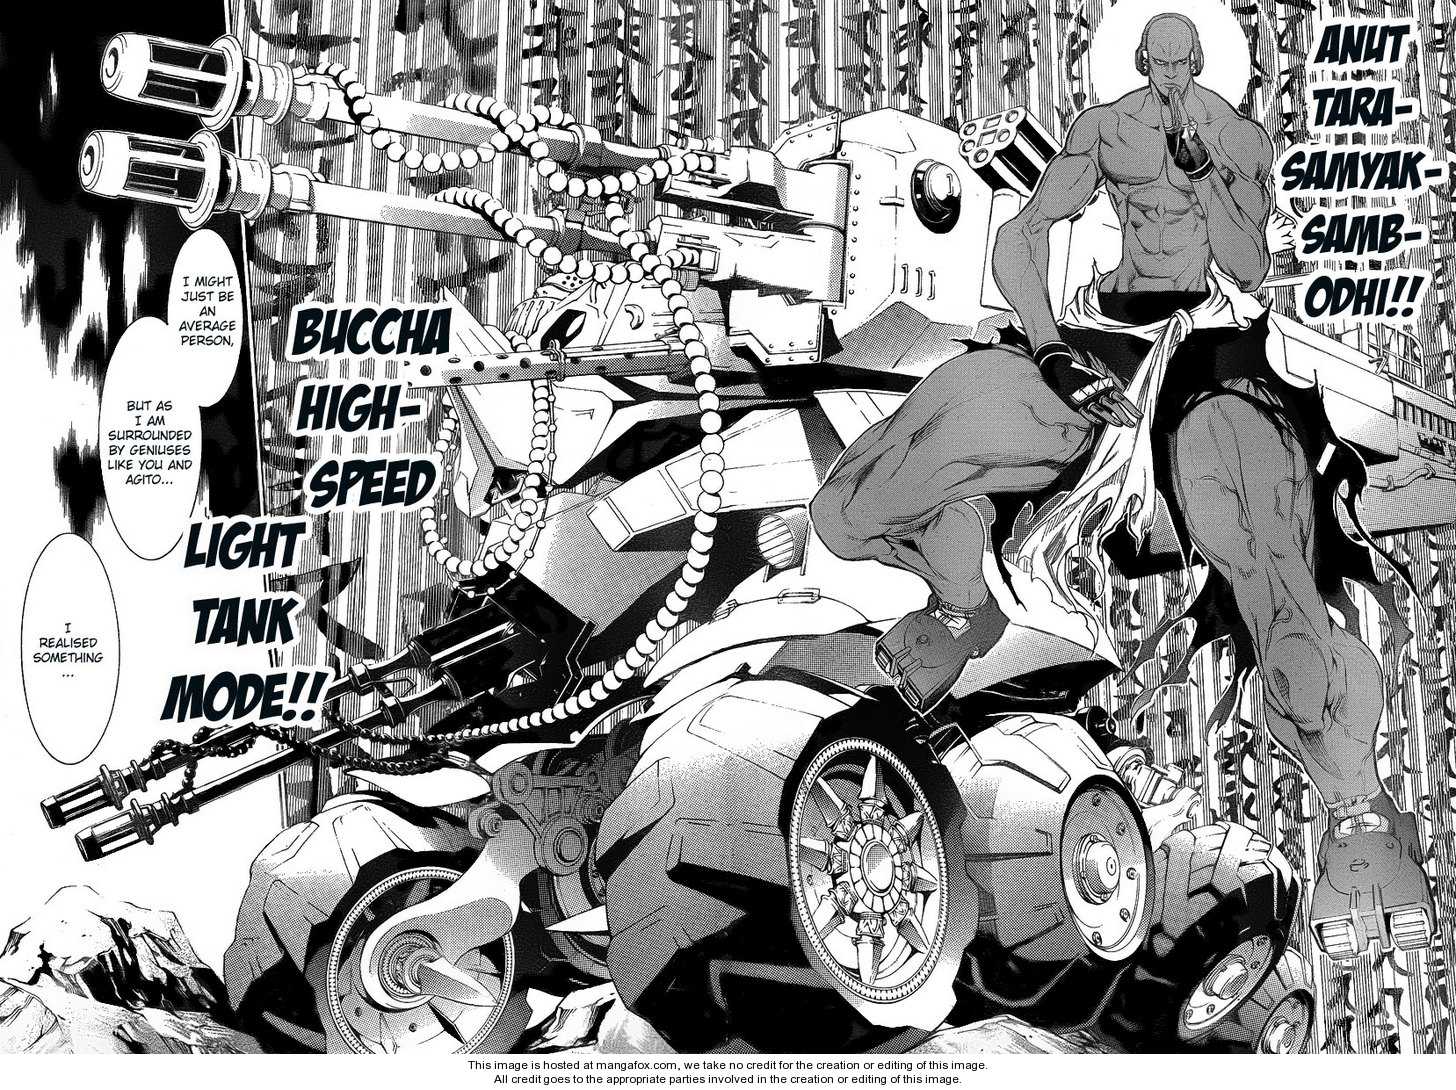 ANUT
TARA-
SAMYAK-
SAMB-
ODHI!!
BUCCHA
HIGH-
SPEED
LIGHT
TANK
MODE!!
I MIGHT
JUST BE
AN
AVERAGE
PERSON,
BUT AS
I AM
SURROUNDED
BY GENIUSES
LIKE YOU AND
AGITO...
I
REALISED
SOMETHING
...
This image is hosted at mangafox.com, we take no credit for the creation or editing of this image.
All credit goes to the appropriate parties involved in the creation or editing of this image.